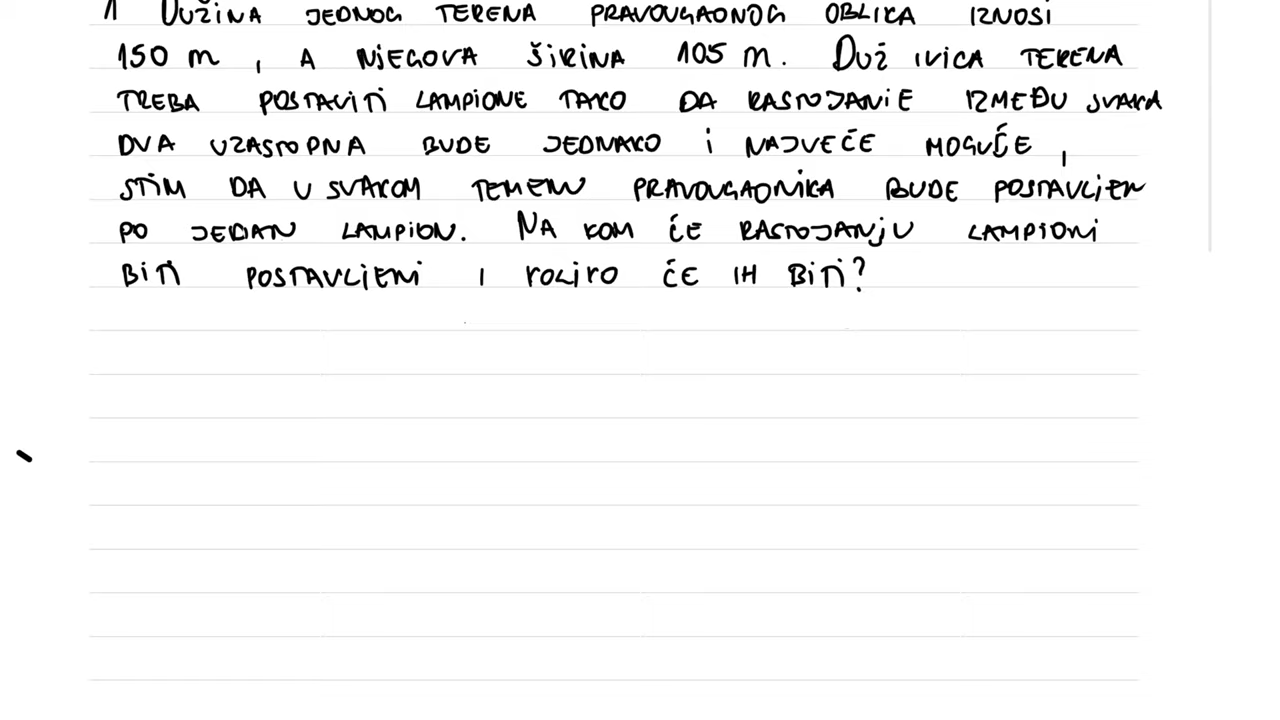 1 DUŽINA JEDNOG TERENA PRAVOUGAONOG OBLIKA IZNOSI
150 m, A NJEGOVA ŠIRINA 105 m. DUŽ IVICA TERENA
TREBA POSTAVITI LAMPIONE TAKO DA RASTOJANJE IZMEĐU SVAKA
DVA UZASTOPNA BUDE JEDNAKO I NAJVEĆE MOGUĆE,
STIM DA U SVAKOM TEMENU PRAVOUGAONIKA BUDE POSTAVLJEN
PO JEDAN LAMPION. NA KOM ĆE RASTOJANJU LAMPIONI
BITI POSTAVLJENI I KOLIKO ĆE IH BITI?